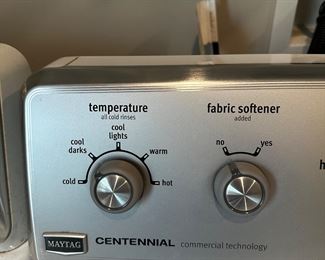 temperature
all cold rinses
cool
lights
cool
darks
warm
cold
hot
fabric softener
added
no
yes
h
MAYTAG
CENTENNIAL commercial technology